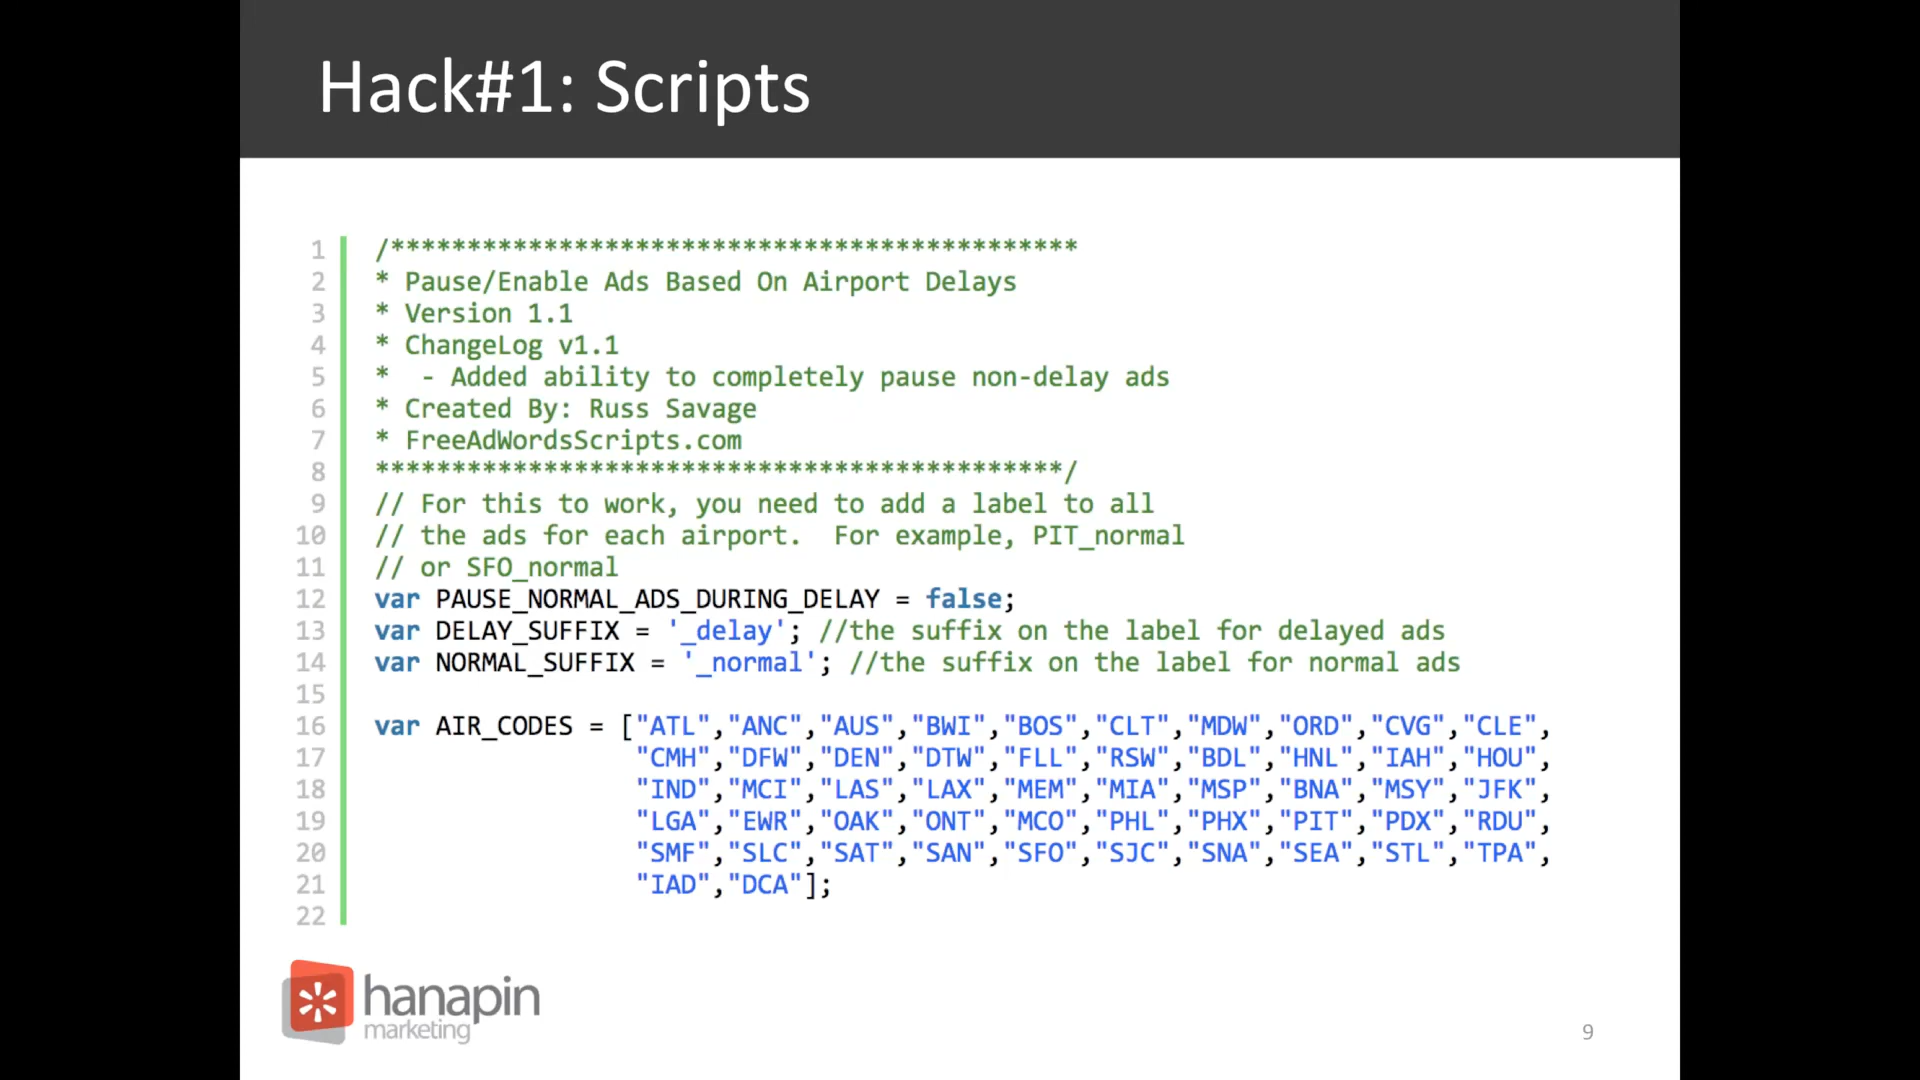 Hack#1: Scripts
1 /*********************************************
2 * Pause/Enable Ads Based On Airport Delays
3 * Version 1.1
4 * ChangeLog v1.1
5 *  - Added ability to completely pause non-delay ads
6 * Created By: Russ Savage
7 * FreeAdWordsScripts.com
8 *********************************************/
9 // For this to work, you need to add a label to all
10 // the ads for each airport.  For example, PIT_normal
11 // or SFO_normal
12 var PAUSE_NORMAL_ADS_DURING_DELAY = false;
13 var DELAY_SUFFIX = '_delay'; //the suffix on the label for delayed ads
14 var NORMAL_SUFFIX = '_normal'; //the suffix on the label for normal ads
15
16 var AIR_CODES = ["ATL","ANC","AUS","BWI","BOS","CLT","MDW","ORD","CVG","CLE",
17 "CMH","DFW","DEN","DTW","FLL","RSW","BDL","HNL","IAH","HOU",
18 "IND","MCI","LAS","LAX","MEM","MIA","MSP","BNA","MSY","JFK",
19 "LGA","EWR","OAK","ONT","MCO","PHL","PHX","PIT","PDX","RDU",
20 "SMF","SLC","SAT","SAN","SFO","SJC","SNA","SEA","STL","TPA",
21 "IAD","DCA"];
22
hanapin
marketing
9